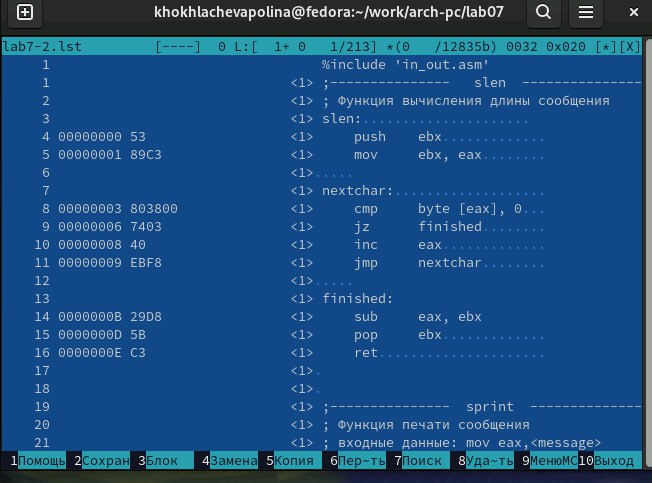 khokhlachevapolina@fedora:~/work/arch-pc/lab07
lab7-2.lst [----] 0 L:[ 1+ 0 1/213] *(0 /12835b) 0032 0x020 [*][X]
1 %include 'in_out.asm'
1 <1> ;-------------- slen ---------------
2 <1> ; Функция вычисления длины сообщения
3 <1> slen:.....................
4 00000000 53 <1> push ebx.............
5 00000001 89C3 <1> mov ebx, eax........
6 <1>.....
7 <1> nextchar:...................
8 00000003 803800 <1> cmp byte [eax], 0...
9 00000006 7403 <1> jz finished........
10 00000008 40 <1> inc eax.............
11 00000009 EBF8 <1> jmp nextchar........
12 <1>.....
13 <1> finished:
14 0000000B 29D8 <1> sub eax, ebx
15 0000000D 5B <1> pop ebx.............
16 0000000E C3 <1> ret.....................
17 <1>.
18 <1>.
19 <1> ;-------------- sprint --------------
20 <1> ; Функция печати сообщения
21 <1> ; входные данные: mov eax,<message>
1Помощь 2Сохран 3Блок 4Замена 5Копия 6Пер~ть 7Поиск 8Уда~ть 9МенюMC 10Выход